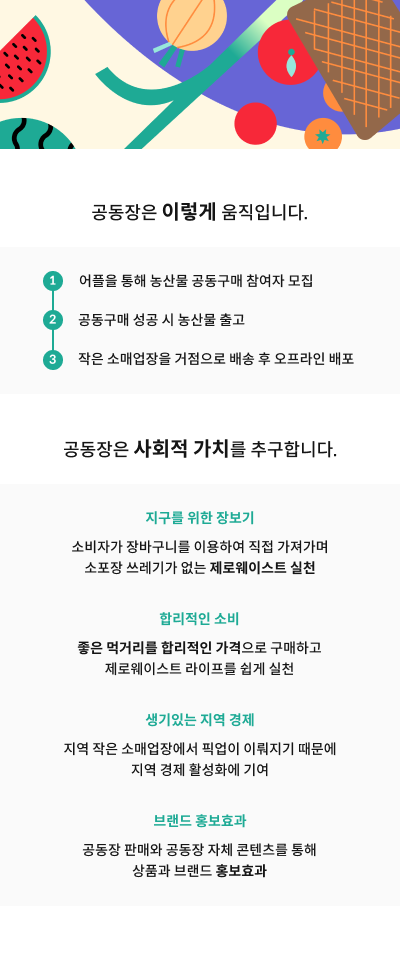 공동장은 이렇게 움직입니다.
1 어플을 통해 농산물 공동구매 참여자 모집
2 공동구매 성공 시 농산물 출고
3 작은 소매업장을 거점으로 배송 후 오프라인 배포
공동장은 사회적 가치를 추구합니다.
지구를 위한 장보기
소비자가 장바구니를 이용하여 직접 가져가며
소포장 쓰레기가 없는 제로웨이스트 실천
합리적인 소비
좋은 먹거리를 합리적인 가격으로 구매하고
제로웨이스트 라이프를 쉽게 실천
생기있는 지역 경제
지역 작은 소매업장에서 픽업이 이뤄지기 때문에
지역 경제 활성화에 기여
브랜드 홍보효과
공동장 판매와 공동장 자체 콘텐츠를 통해
상품과 브랜드 홍보효과